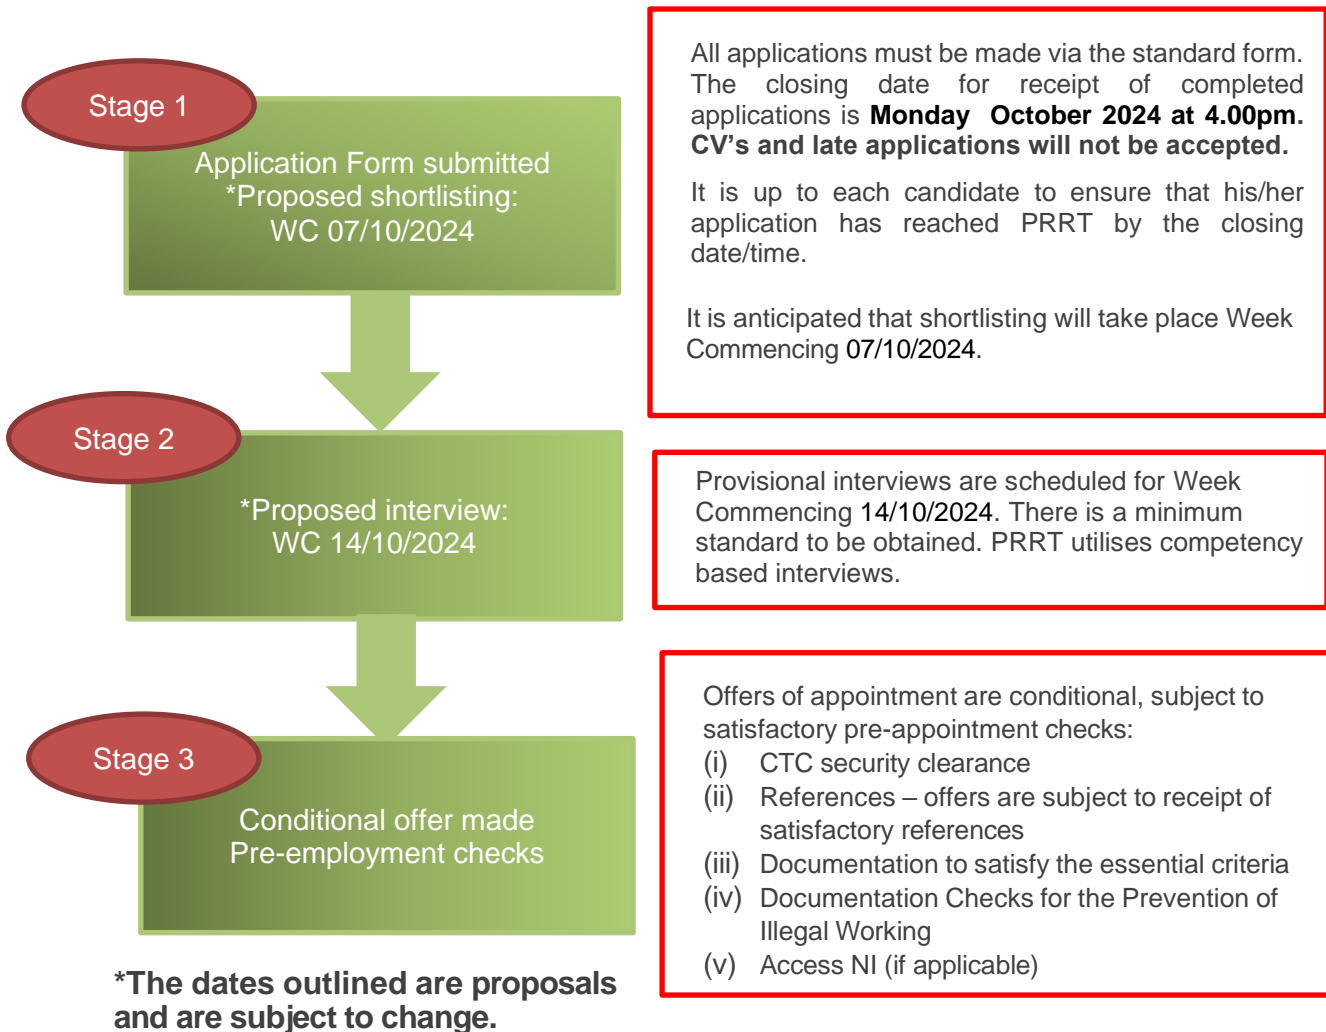 Stage 1
Application Form submitted
*Proposed shortlisting:
WC 07/10/2024
All applications must be made via the standard form.
The closing date for receipt of completed
applications is Monday  October 2024 at 4.00pm.
CV's and late applications will not be accepted.
It is up to each candidate to ensure that his/her
application has reached PRRT by the closing
date/time.
It is anticipated that shortlisting will take place Week
Commencing 07/10/2024.
Stage 2
*Proposed interview:
WC 14/10/2024
Provisional interviews are scheduled for Week
Commencing 14/10/2024. There is a minimum
standard to be obtained. PRRT utilises competency
based interviews.
Stage 3
Conditional offer made
Pre-employment checks
Offers of appointment are conditional, subject to
satisfactory pre-appointment checks:
(i) CTC security clearance
(ii) References – offers are subject to receipt of
satisfactory references
(iii) Documentation to satisfy the essential criteria
(iv) Documentation Checks for the Prevention of
Illegal Working
(v) Access NI (if applicable)
*The dates outlined are proposals
and are subject to change.